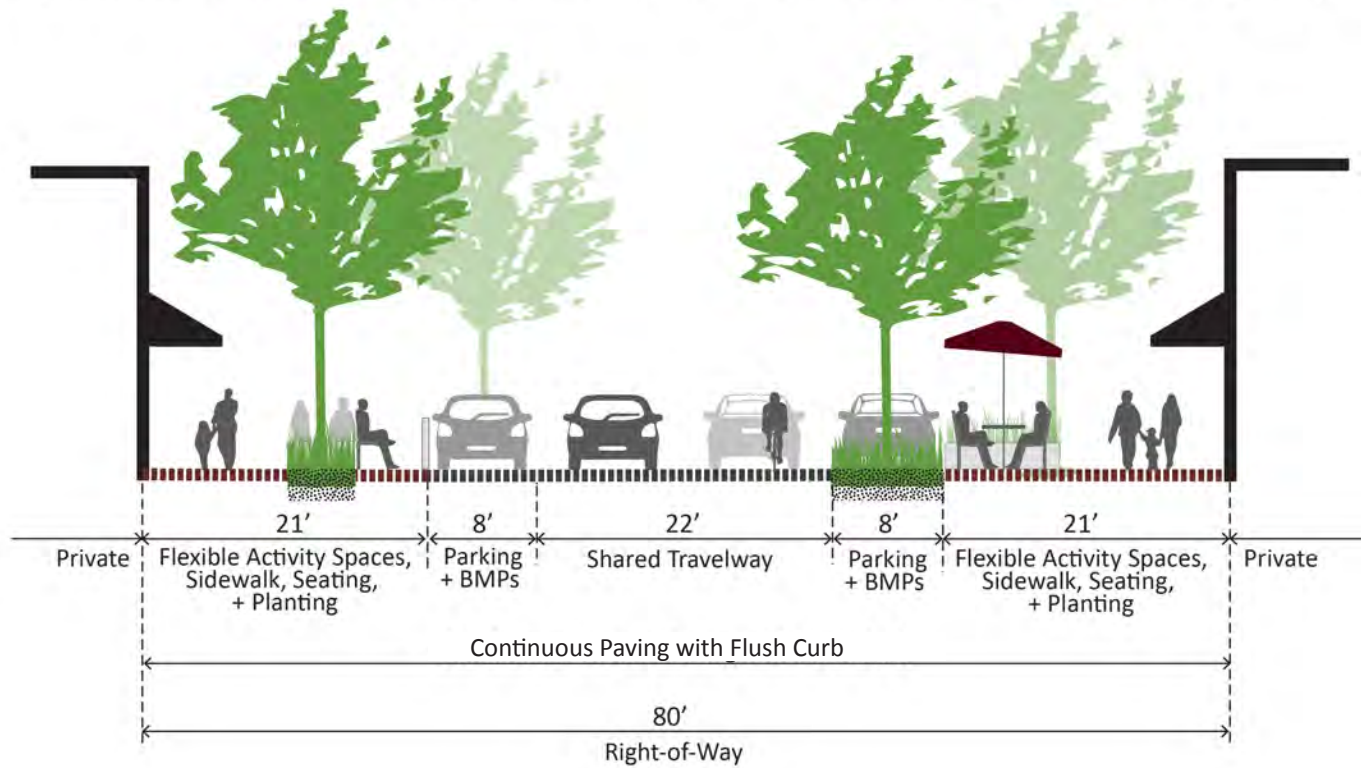 21’ 8’ 22’ 8’ 21’
Private Flexible Activity Spaces, Parking Shared Travelway Parking Flexible Activity Spaces, Private
Sidewalk, Seating, + BMPs + BMPs Sidewalk, Seating,
+ Planting + Planting
Continuous Paving with Flush Curb
80’
Right-of-Way